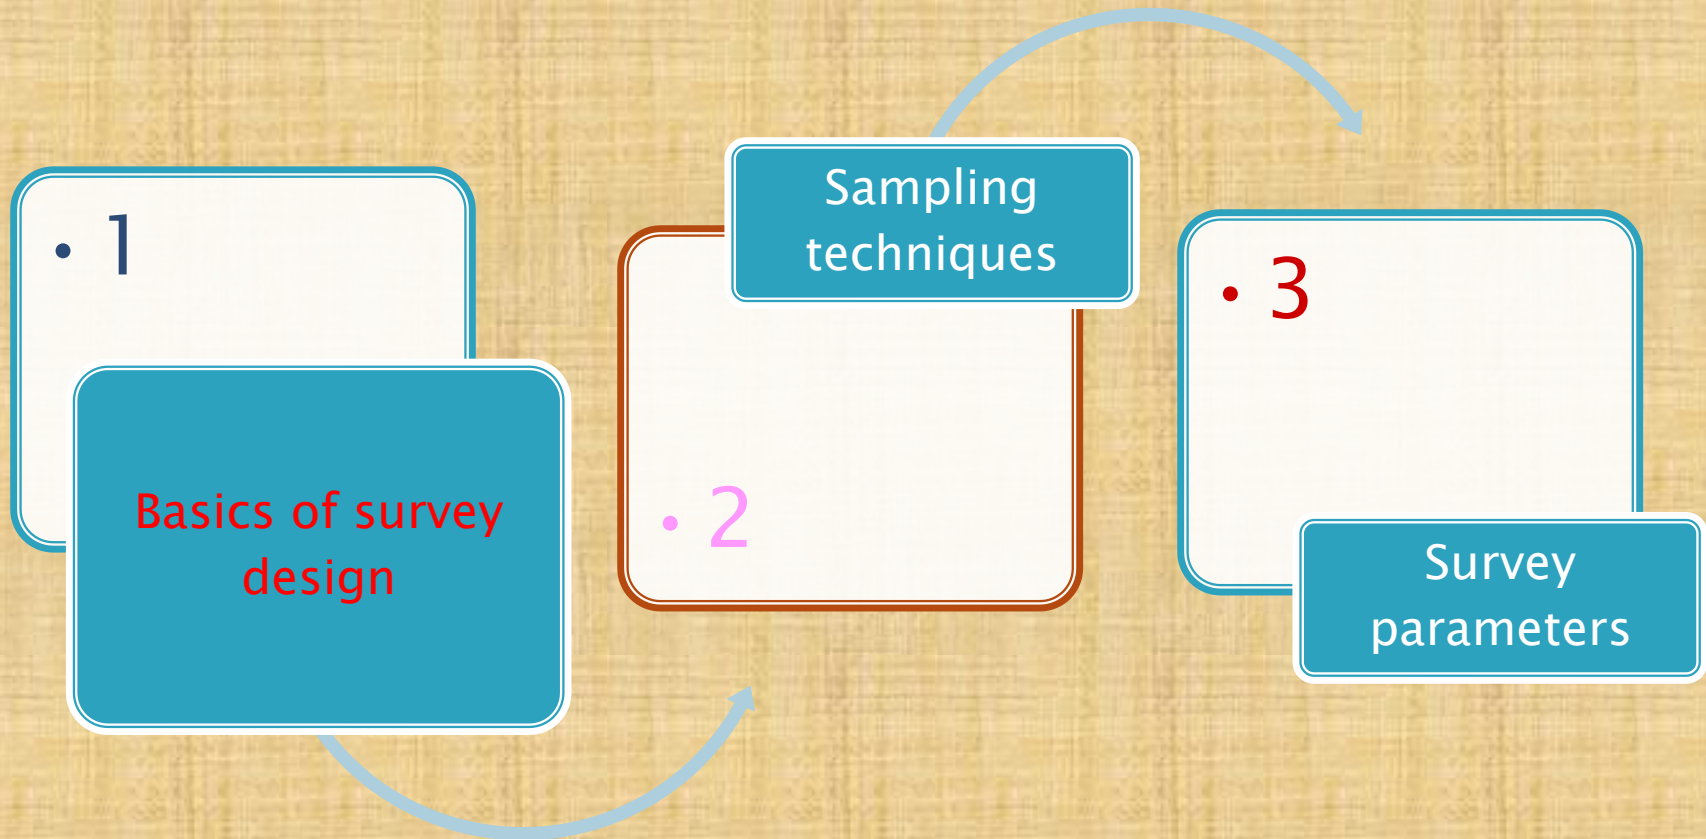 • 1
Basics of survey
design
Sampling
techniques
• 2
• 3
Survey
parameters